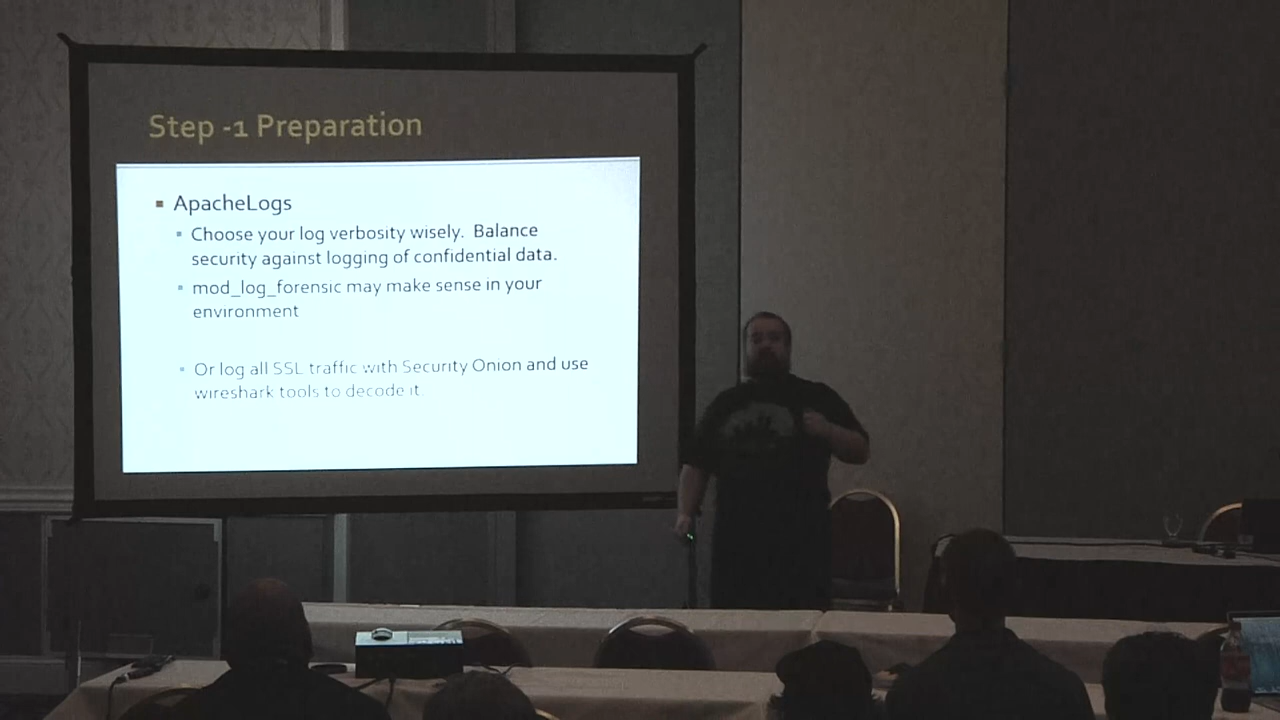 Step -1 Preparation
ApacheLogs
Choose your log verbosity wisely. Balance
security against logging of confidential data.
mod_log_forensic may make sense in your
environment
Or log all SSL traffic with Security Onion and use
wireshark tools to decode it.